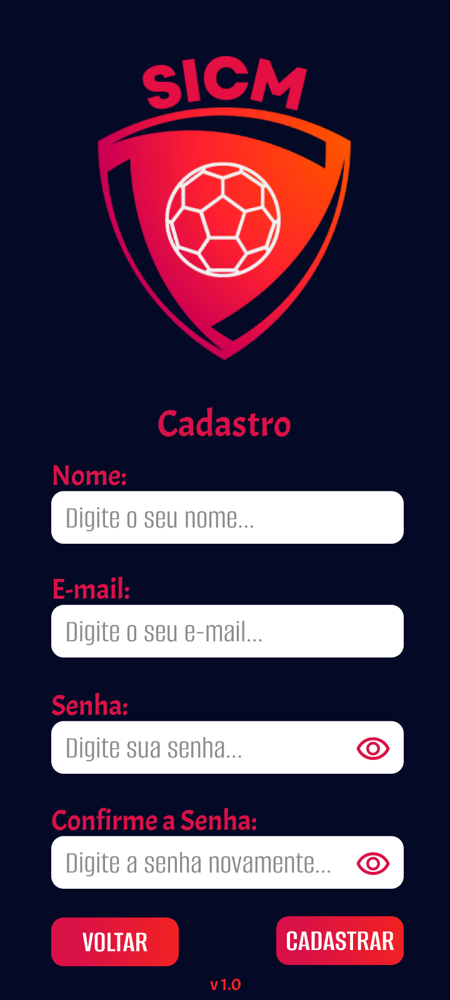 SICM
Cadastro
Nome:
Digite o seu nome...
E-mail:
Digite o seu e-mail...
Senha:
Digite sua senha...
Confirme a Senha:
Digite a senha novamente...
VOLTAR CADASTRAR
v 1.0